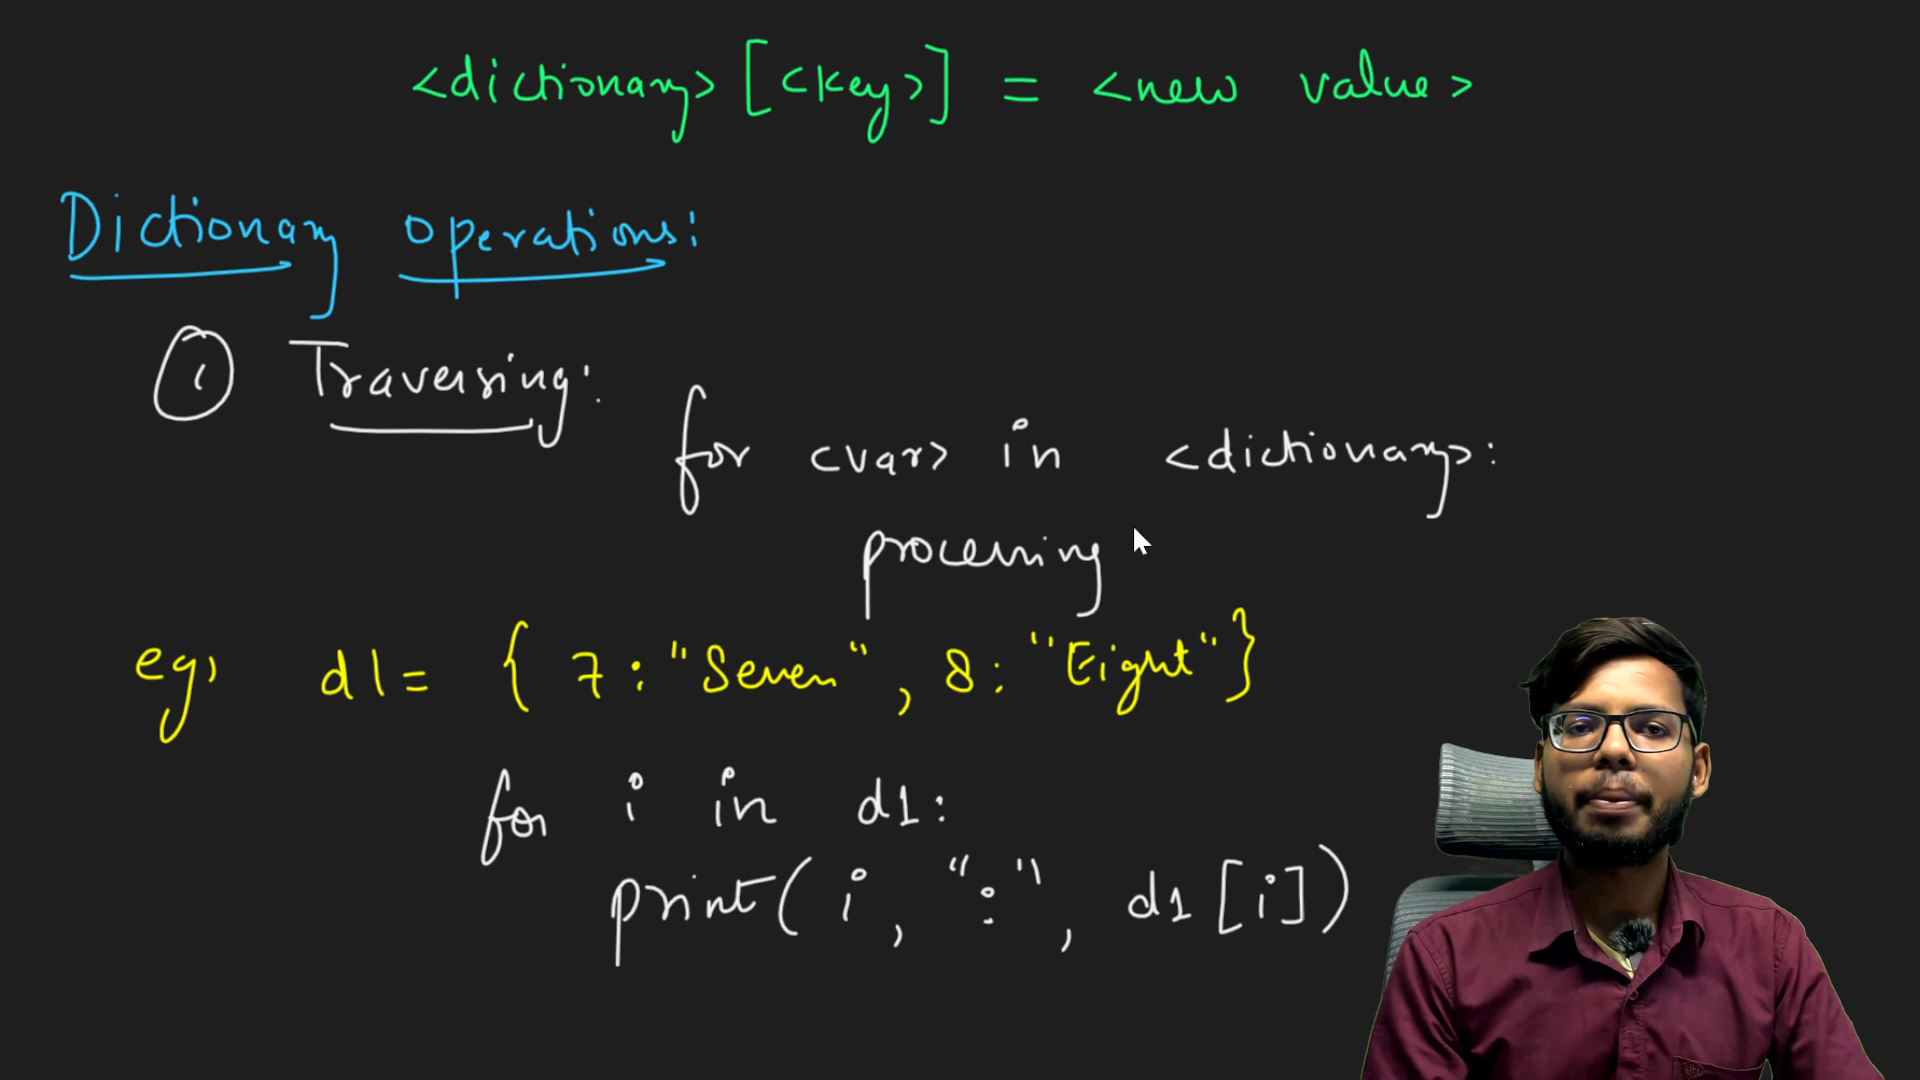 <dictionary> [<key>] = <new value>
Dictionary operations:
1 Traversing:
for <var> in <dictionary>:
processing
eg, d1 = { 7 : "Seven" , 8 : "Eight" }
for i in d1:
print( i , ":" , d1 [i] )